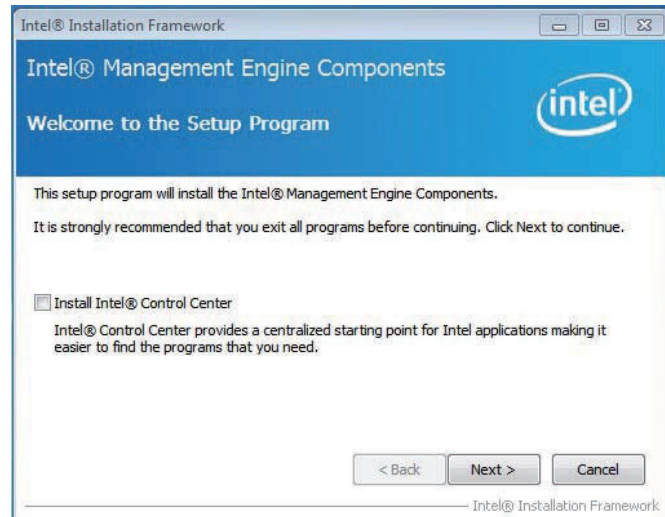 Intel® Installation Framework
Intel® Management Engine Components
Welcome to the Setup Program
intel
This setup program will install the Intel® Management Engine Components.
It is strongly recommended that you exit all programs before continuing. Click Next to continue.
Install Intel® Control Center
Intel® Control Center provides a centralized starting point for Intel applications making it
easier to find the programs that you need.
< Back Next > Cancel
Intel® Installation Framework